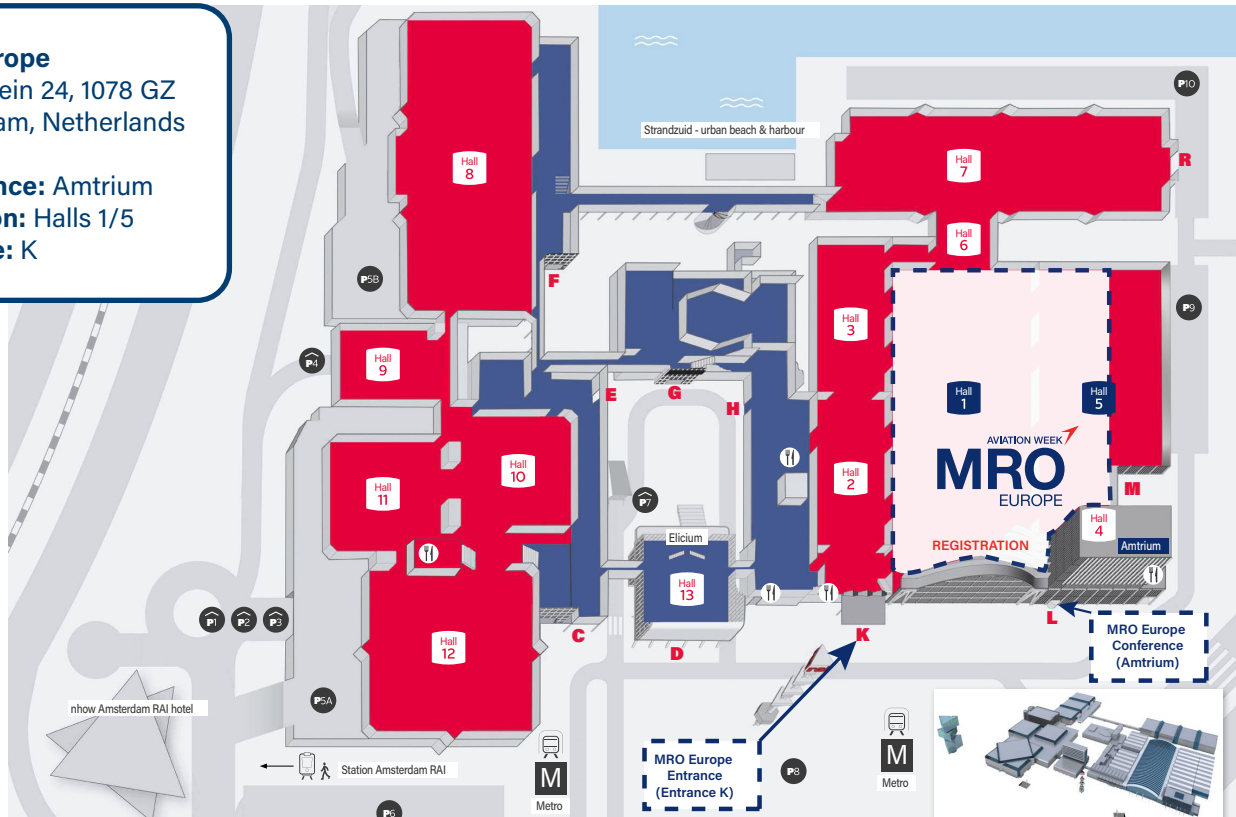 rope
ein 24, 1078 GZ
am, Netherlands
nce: Amtrium
on: Halls 1/5
e: K
Strandzuid - urban beach & harbour
P10
Hall
8
Hall
7
R
Hall
6
F
P5B
Hall
3
P9
P4
Hall
9
E
G
H
Hall
1
Hall
5
AVIATION WEEK
MRO
EUROPE
Hall
10
Hall
11
Hall
2
M
P7
Hall
4
Amtrium
REGISTRATION
Elicium
Hall
13
P1
P2
P3
C
D
K
L
Hall
12
MRO Europe
Conference
(Amtrium)
nhow Amsterdam RAI hotel
P5A
Station Amsterdam RAI
M
Metro
MRO Europe
Entrance
(Entrance K)
P8
M
Metro
P6